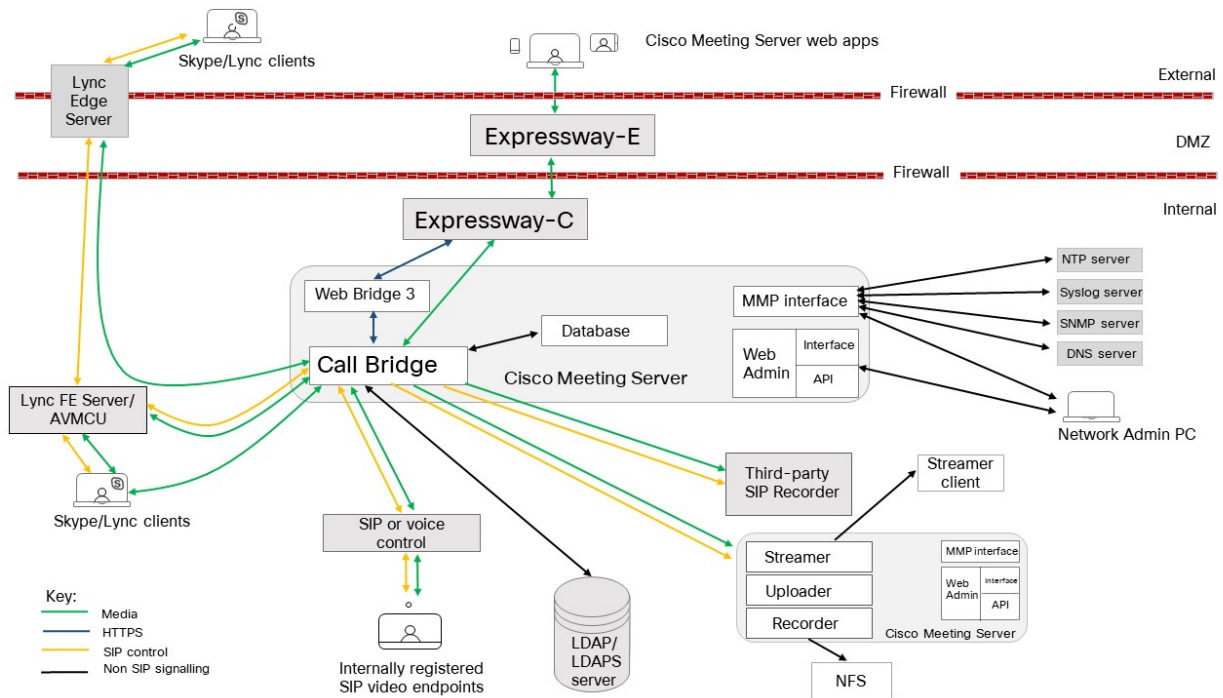 Skype/Lync clients
Cisco Meeting Server web apps
External
Lync
Edge
Server
Firewall
Expressway-E
DMZ
Firewall
Expressway-C
Internal
Web Bridge 3
MMP interface
NTP server
Syslog server
SNMP server
DNS server
Database
Call Bridge
Cisco Meeting Server
Web
Admin
Interface
API
Lync FE Server/
AVMCU
Network Admin PC
Skype/Lync clients
Third-party
SIP Recorder
Streamer
client
SIP or voice
control
Streamer
Uploader
Recorder
MMP interface
Web
Admin
Interface
API
Cisco Meeting Server
Key:
Media
HTTPS
SIP control
Non SIP signalling
Internally registered
SIP video endpoints
LDAP/
LDAPS
server
NFS